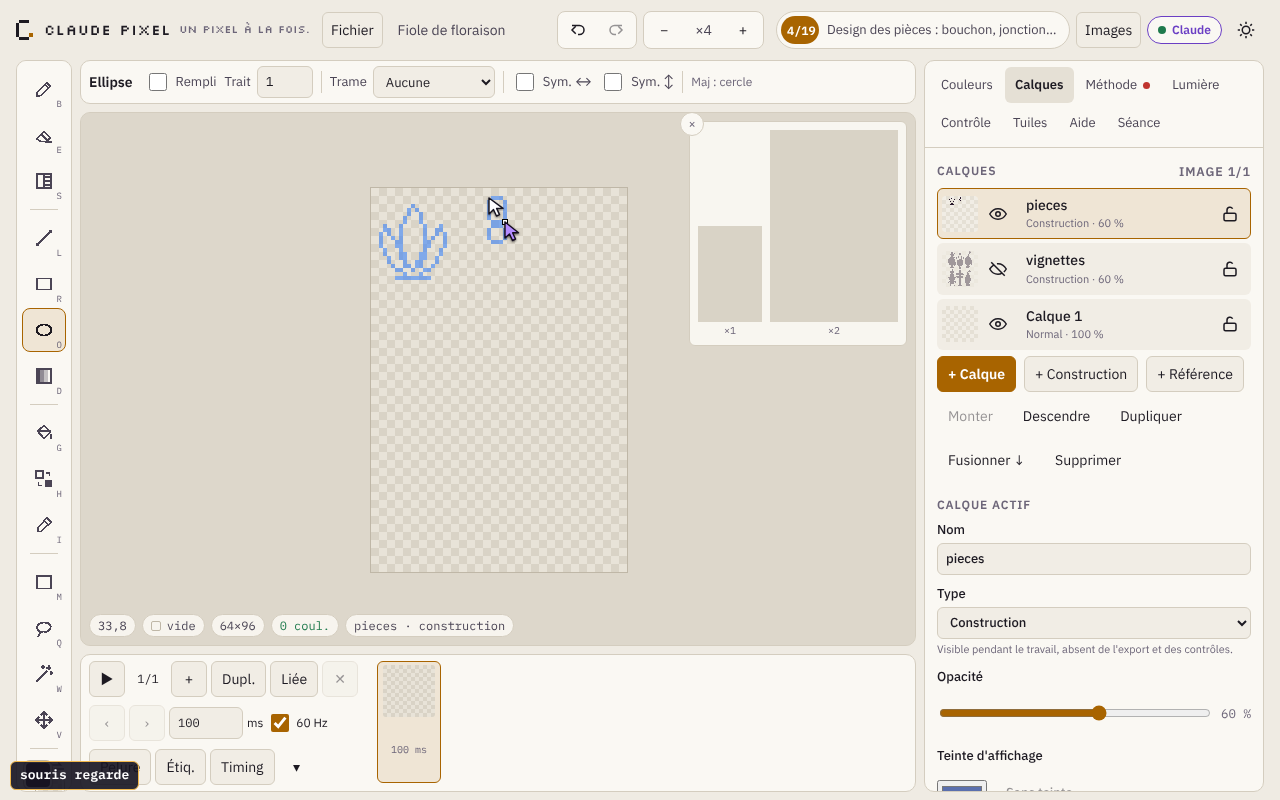 CLAUDE PIXEL UN PIXEL À LA FOIS. Fichier Fiole de floraison − ×4 + 4/19 Design des pièces : bouchon, jonction… Images Claude
Ellipse Rempli Trait 1 Trame Aucune Sym. ↔ Sym. ↕ Maj : cercle
B
E
S
L
R
O
D
G
H
I
M
Q
W
V
×
×1 ×2
33,8 vide 64×96 0 coul. pieces · construction
1/1 + Dupl. Liée ×
‹ › 100 ms 60 Hz
Étiq. Timing ▼
100 ms
souris regarde
Couleurs Calques Méthode Lumière
Contrôle Tuiles Aide Séance
CALQUES IMAGE 1/1
pieces
Construction · 60 %
vignettes
Construction · 60 %
Calque 1
Normal · 100 %
+ Calque + Construction + Référence
Monter Descendre Dupliquer
Fusionner ↓ Supprimer
CALQUE ACTIF
Nom
pieces
Type
Construction
Visible pendant le travail, absent de l'export et des contrôles.
Opacité
60 %
Teinte d'affichage